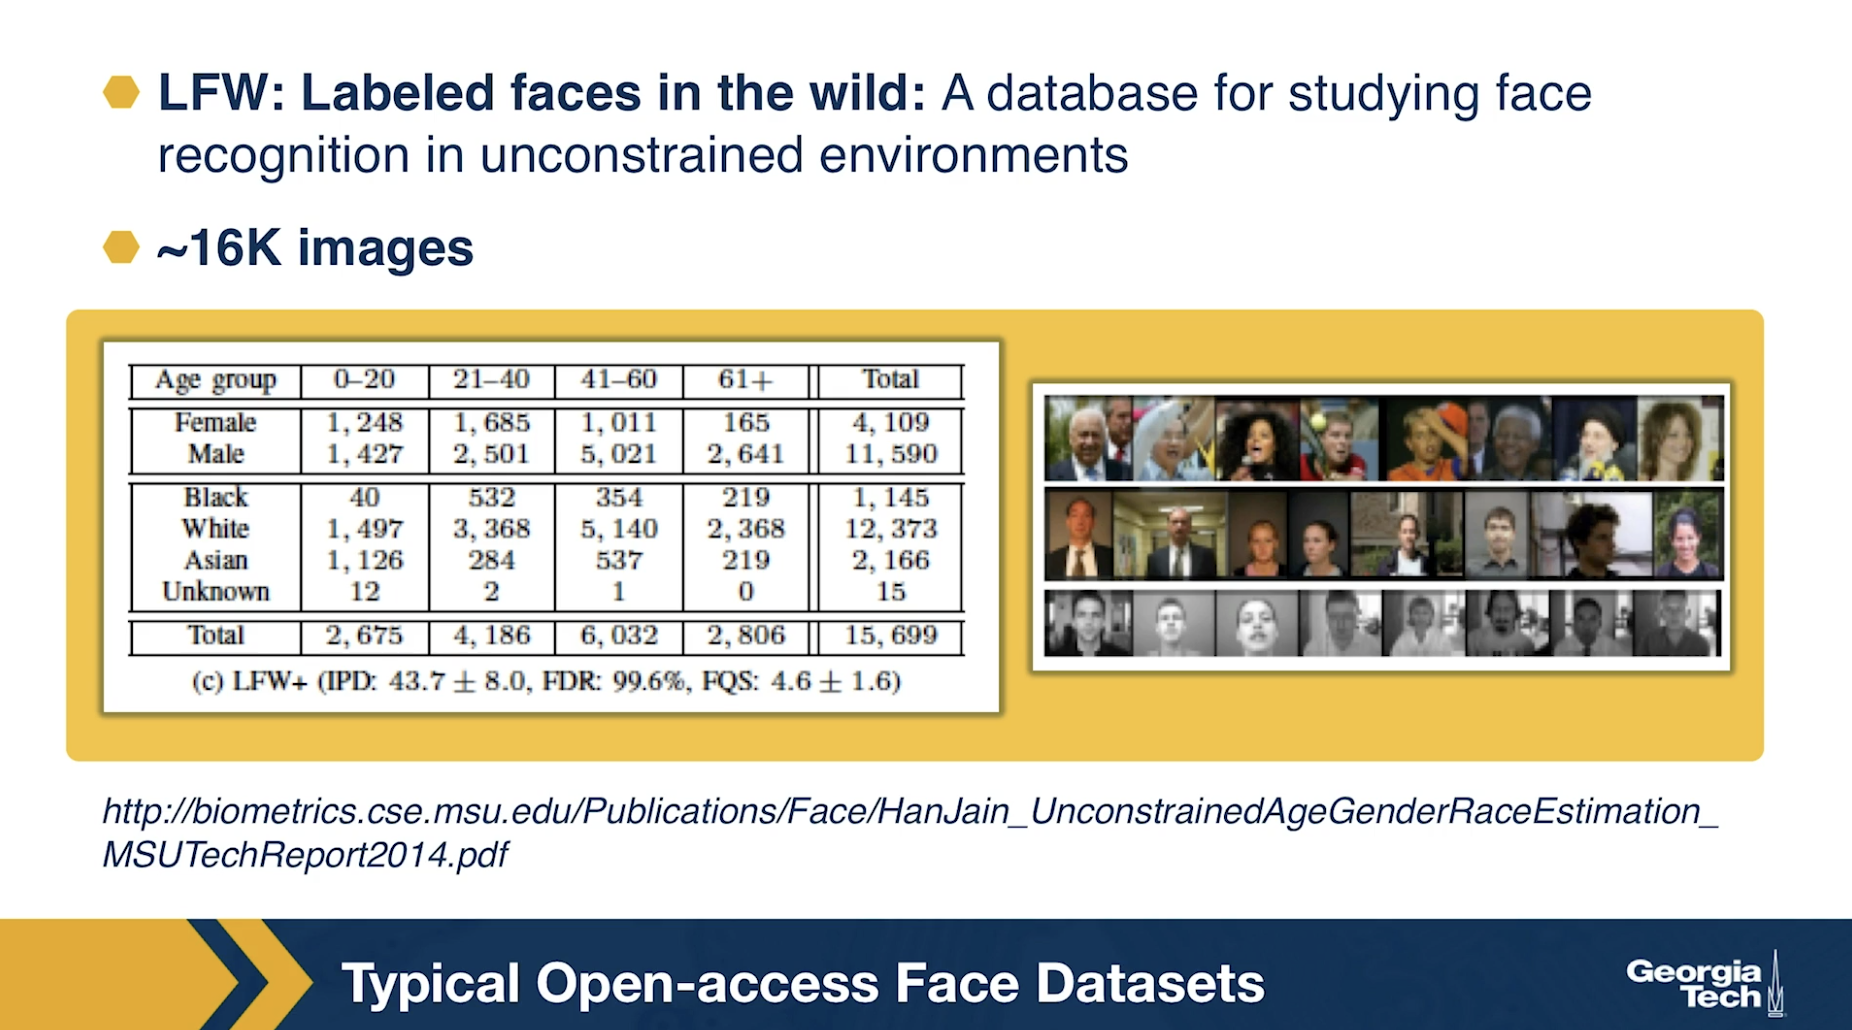 LFW: Labeled faces in the wild: A database for studying face
recognition in unconstrained environments
~16K images
Age group 0–20 21–40 41–60 61+ Total
Female 1, 248 1, 685 1, 011 165 4, 109
Male 1, 427 2, 501 5, 021 2, 641 11, 590
Black 40 532 354 219 1, 145
White 1, 497 3, 368 5, 140 2, 368 12, 373
Asian 1, 126 284 537 219 2, 166
Unknown 12 2 1 0 15
Total 2, 675 4, 186 6, 032 2, 806 15, 699
(c) LFW+ (IPD: 43.7 ± 8.0, FDR: 99.6%, FQS: 4.6 ± 1.6)
http://biometrics.cse.msu.edu/Publications/Face/HanJain_UnconstrainedAgeGenderRaceEstimation_
MSUTechReport2014.pdf
Typical Open-access Face Datasets
Georgia
Tech